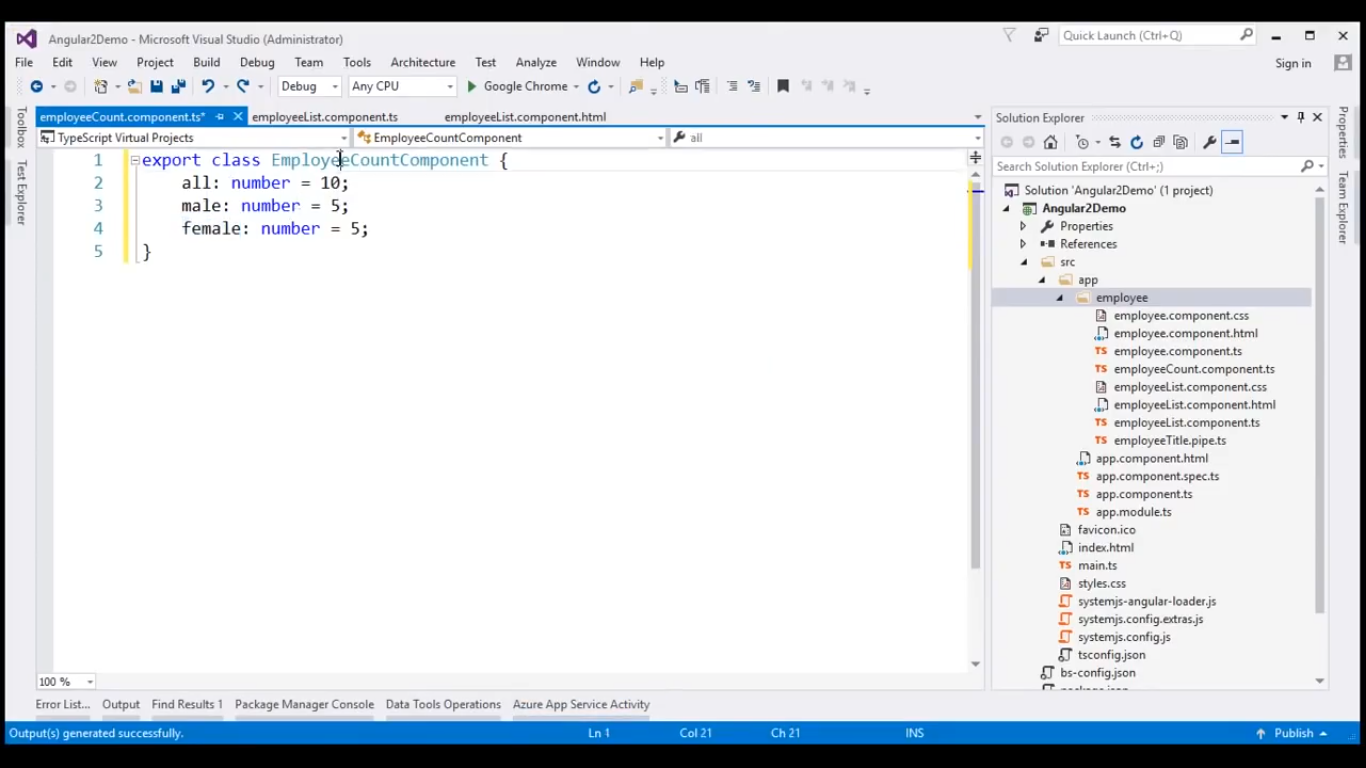 Angular2Demo - Microsoft Visual Studio (Administrator)
Quick Launch (Ctrl+Q)
File Edit View Project Build Debug Team Tools Architecture Test Analyze Window Help
Sign in
Debug Any CPU Google Chrome
Toolbox
Test Explorer
employeeCount.component.ts* employeeList.component.ts employeeList.component.html
TypeScript Virtual Projects EmployeeCountComponent all
1 export class EmployeeCountComponent {
2 all: number = 10;
3 male: number = 5;
4 female: number = 5;
5 }
100 %
Solution Explorer
Search Solution Explorer (Ctrl+;)
Solution 'Angular2Demo' (1 project)
Angular2Demo
Properties
References
src
app
employee
employee.component.css
employee.component.html
TS employee.component.ts
TS employeeCount.component.ts
employeeList.component.css
employeeList.component.html
TS employeeList.component.ts
TS employeeTitle.pipe.ts
app.component.html
TS app.component.spec.ts
TS app.component.ts
TS app.module.ts
favicon.ico
index.html
TS main.ts
styles.css
systemjs-angular-loader.js
systemjs.config.extras.js
systemjs.config.js
tsconfig.json
bs-config.json
Properties
Team Explorer
Error List... Output Find Results 1 Package Manager Console Data Tools Operations Azure App Service Activity
Output(s) generated successfully. Ln 1 Col 21 Ch 21 INS Publish